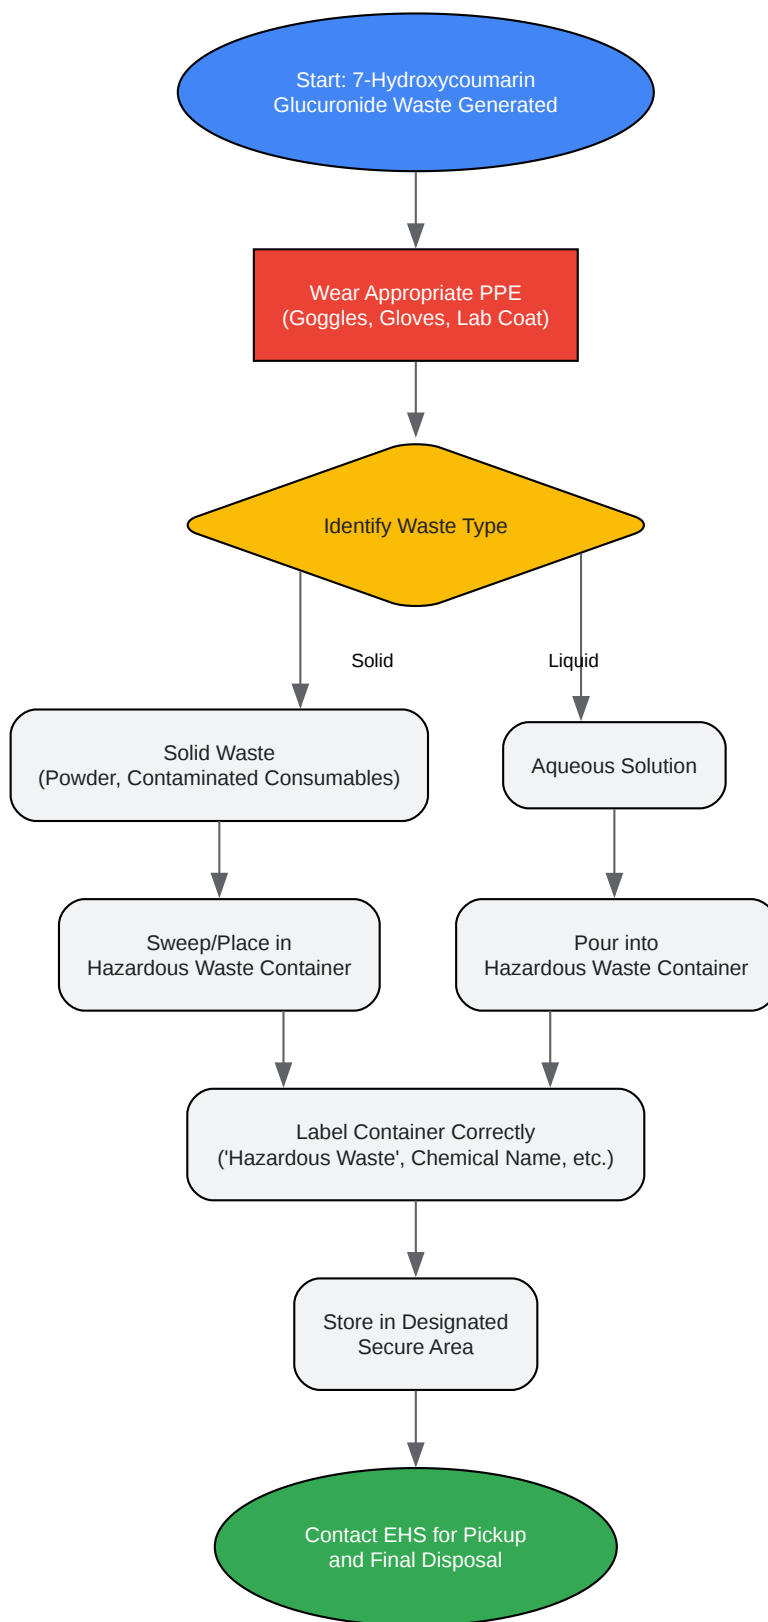 Start: 7-Hydroxycoumarin
Glucuronide Waste Generated
Wear Appropriate PPE
(Goggles, Gloves, Lab Coat)
Identify Waste Type
Solid
Liquid
Solid Waste
(Powder, Contaminated Consumables)
Aqueous Solution
Sweep/Place in
Hazardous Waste Container
Pour into
Hazardous Waste Container
Label Container Correctly
('Hazardous Waste', Chemical Name, etc.)
Store in Designated
Secure Area
Contact EHS for Pickup
and Final Disposal